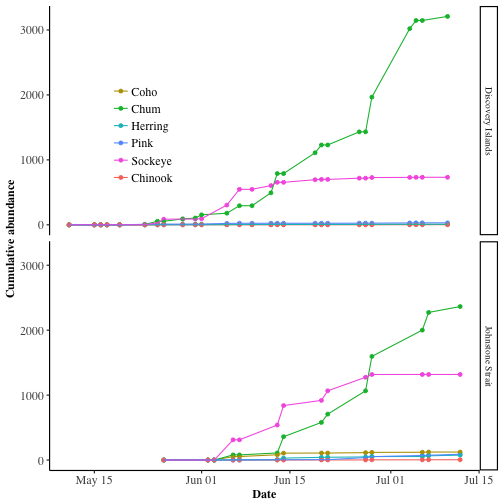 3000
2000
1000
0
Coho
Chum
Herring
Pink
Sockeye
Chinook
Discovery Islands
Cumulative abundance
3000
2000
1000
0
Johnstone Strait
May 15
Jun 01
Jun 15
Jul 01
Jul 15
Date